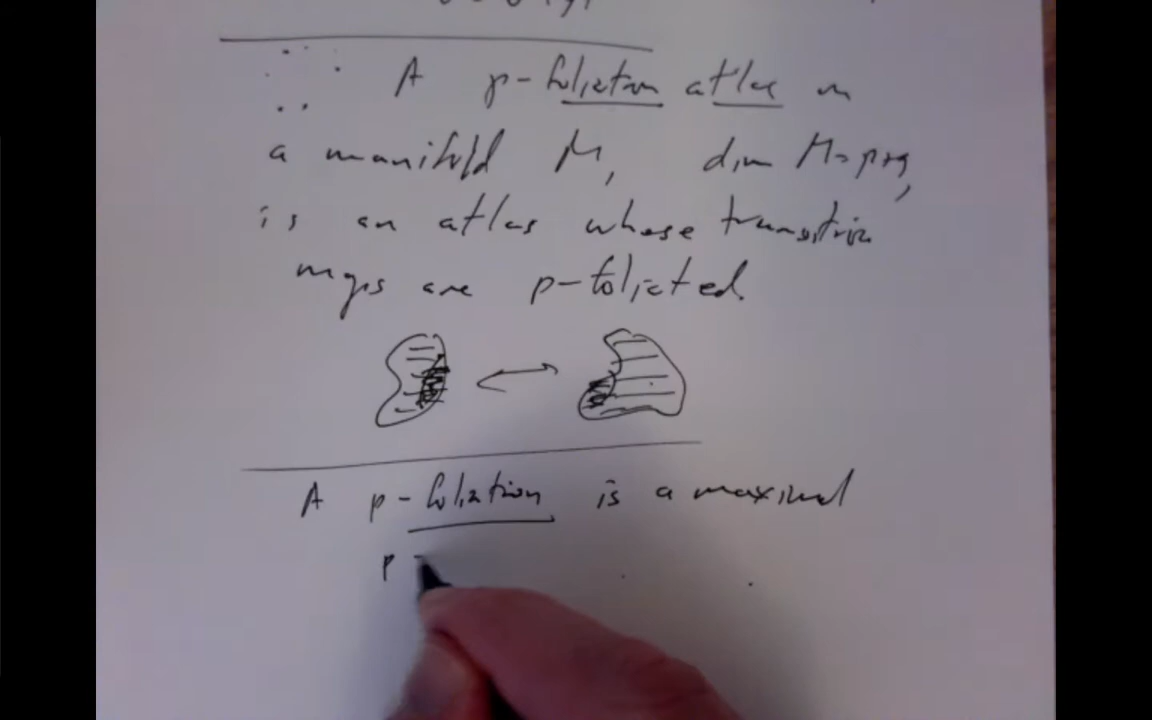 A p-foliation atlas on
a manifold M, dim M = p+q,
is an atlas whose transition
maps are p-foliated.
A p-foliation is a maximal
p -